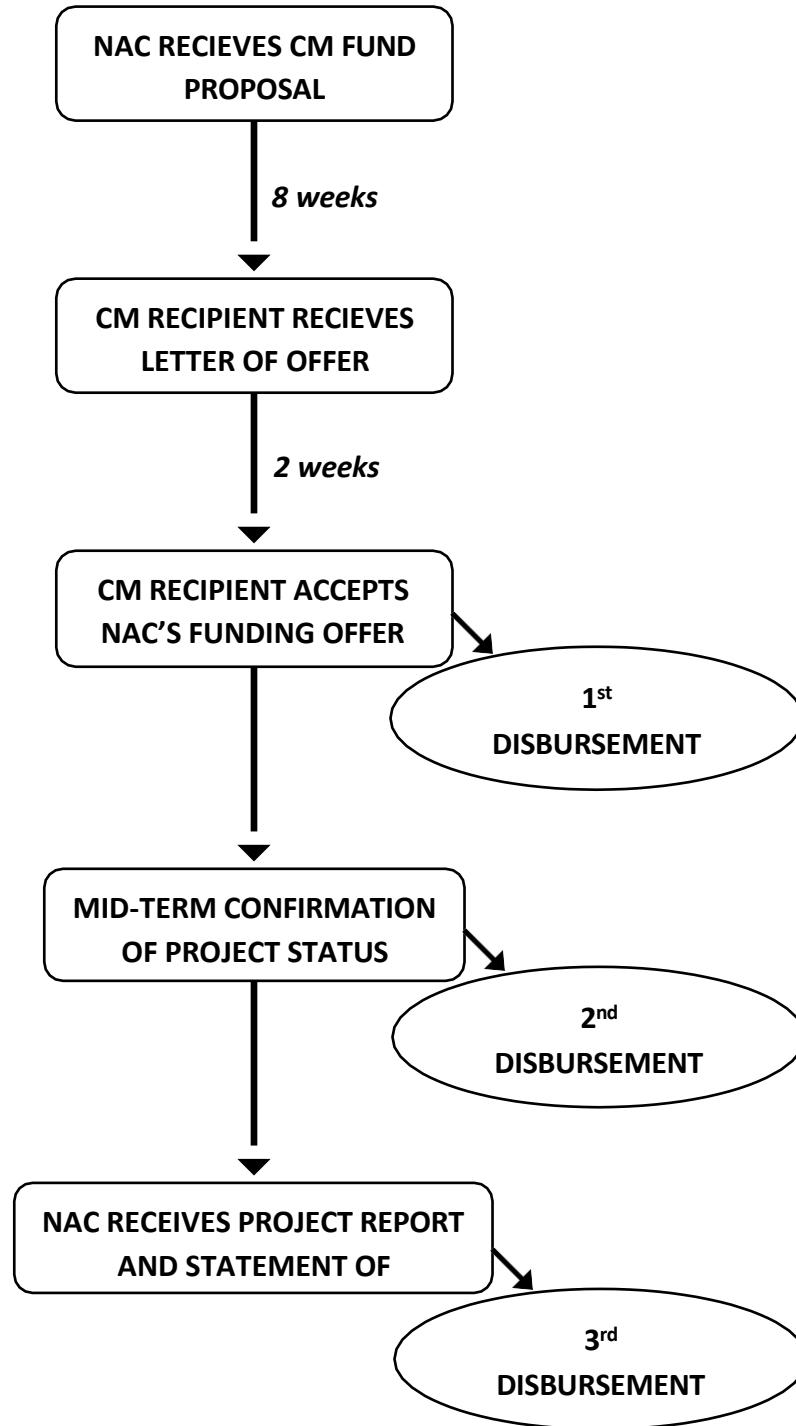 NAC RECIEVES CM FUND
PROPOSAL
8 weeks
CM RECIPIENT RECIEVES
LETTER OF OFFER
2 weeks
CM RECIPIENT ACCEPTS
NAC’S FUNDING OFFER
1st
DISBURSEMENT
MID-TERM CONFIRMATION
OF PROJECT STATUS
2nd
DISBURSEMENT
NAC RECEIVES PROJECT REPORT
AND STATEMENT OF
3rd
DISBURSEMENT